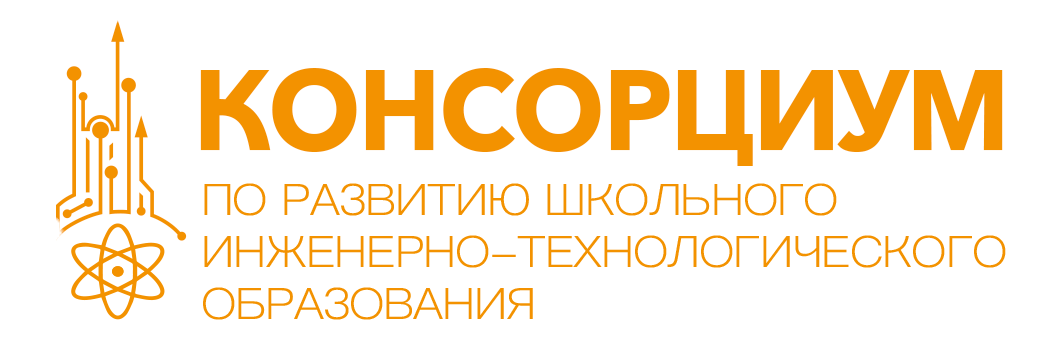 КОНСОРЦИУМ
ПО РАЗВИТИЮ ШКОЛЬНОГО
ИНЖЕНЕРНО-ТЕХНОЛОГИЧЕСКОГО
ОБРАЗОВАНИЯ